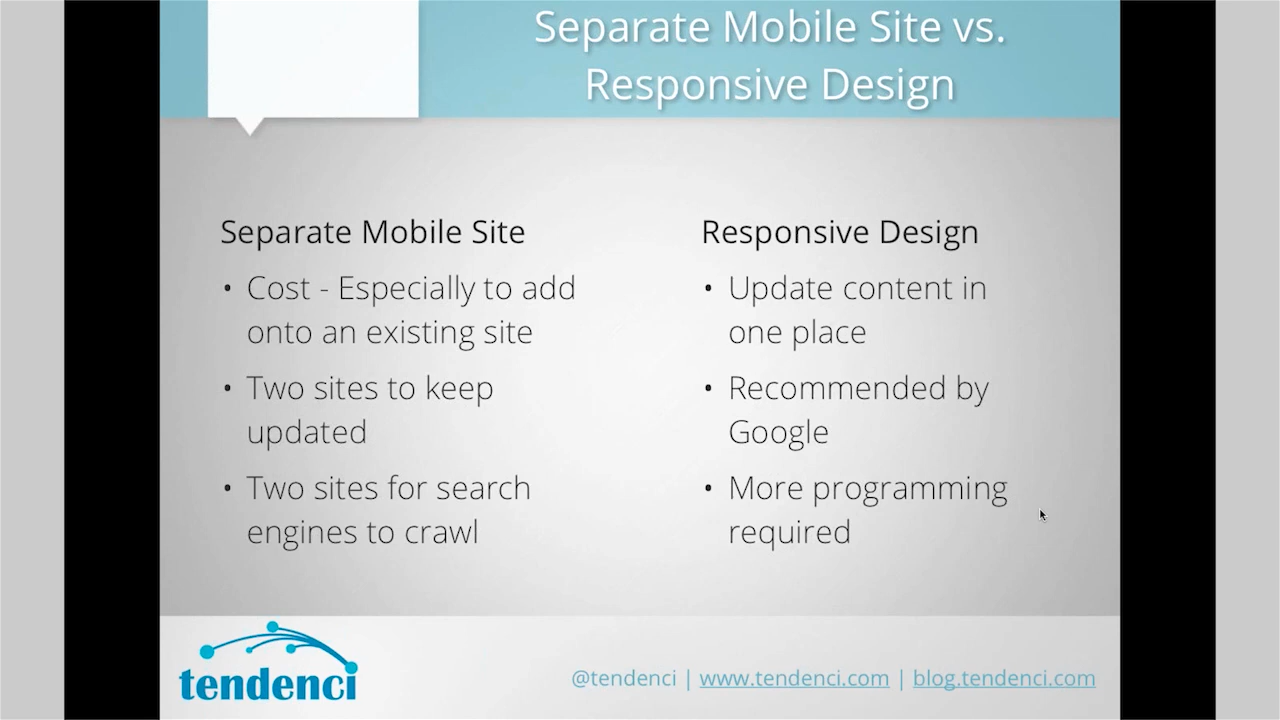 Separate Mobile Site vs.
Responsive Design
Separate Mobile Site
• Cost - Especially to add
onto an existing site
• Two sites to keep
updated
• Two sites for search
engines to crawl
Responsive Design
• Update content in
one place
• Recommended by
Google
• More programming
required
tendenci
@tendenci | www.tendenci.com | blog.tendenci.com